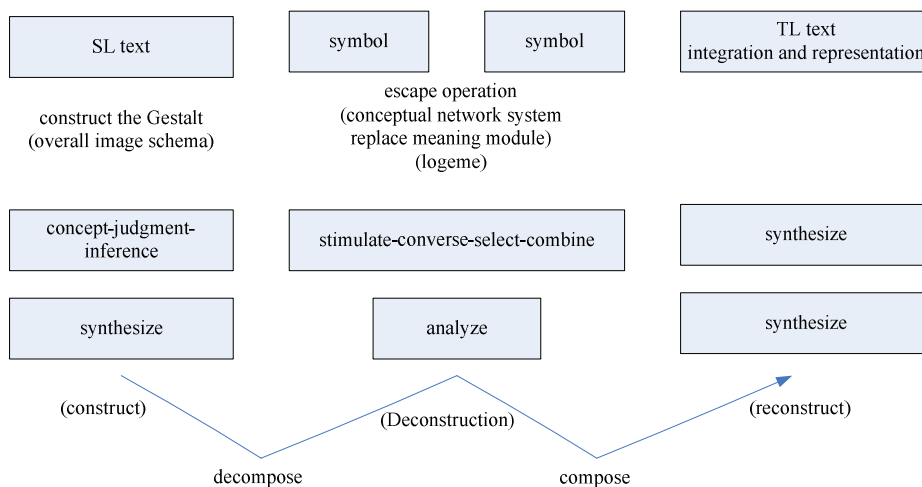 SL text
symbol
symbol
TL text
integration and representation
construct the Gestalt
(overall image schema)
escape operation
(conceptual network system
replace meaning module)
(logeme)
concept-judgment-
inference
stimulate-converse-select-combine
synthesize
synthesize
analyze
synthesize
(construct)
(Deconstruction)
(reconstruct)
decompose
compose